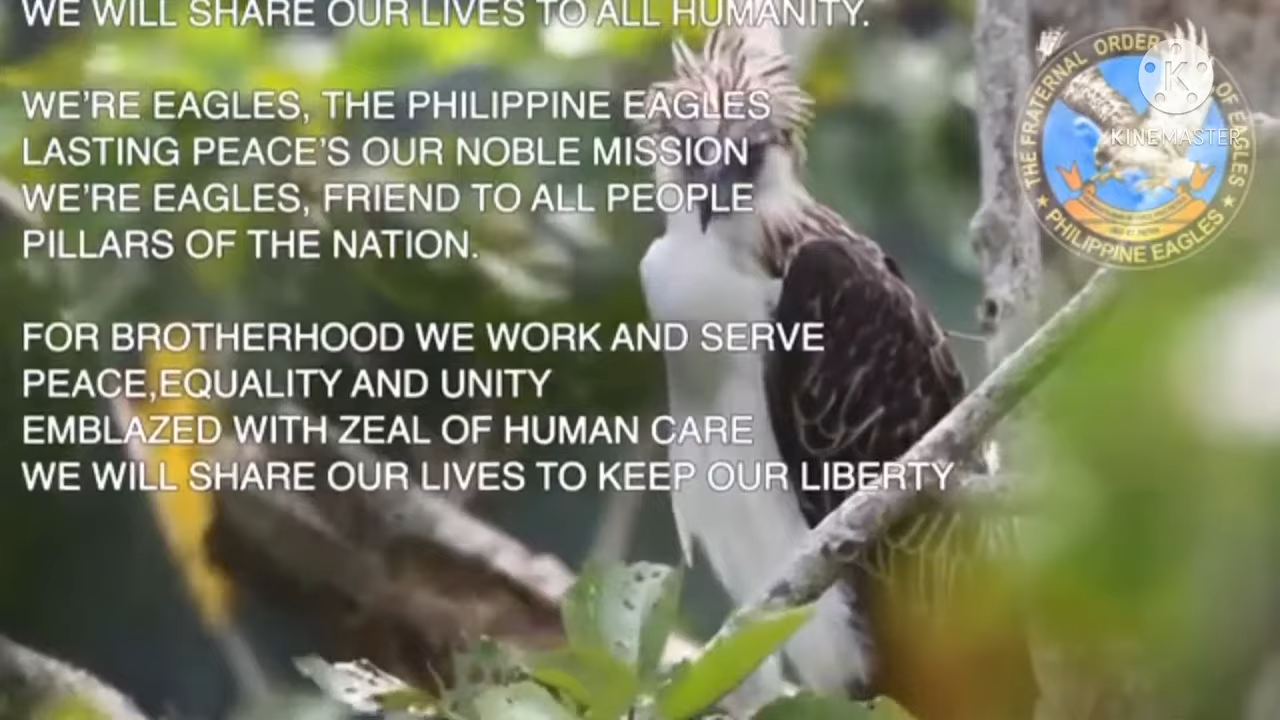 WE WILL SHARE OUR LIVES TO ALL HUMANITY.
WE'RE EAGLES, THE PHILIPPINE EAGLES
LASTING PEACE'S OUR NOBLE MISSION
WE'RE EAGLES, FRIEND TO ALL PEOPLE
PILLARS OF THE NATION.
FOR BROTHERHOOD WE WORK AND SERVE
PEACE,EQUALITY AND UNITY
EMBLAZED WITH ZEAL OF HUMAN CARE
WE WILL SHARE OUR LIVES TO KEEP OUR LIBERTY
THE FRATERNAL ORDER OF EAGLES
PHILIPPINE EAGLES
K
KINEMASTER